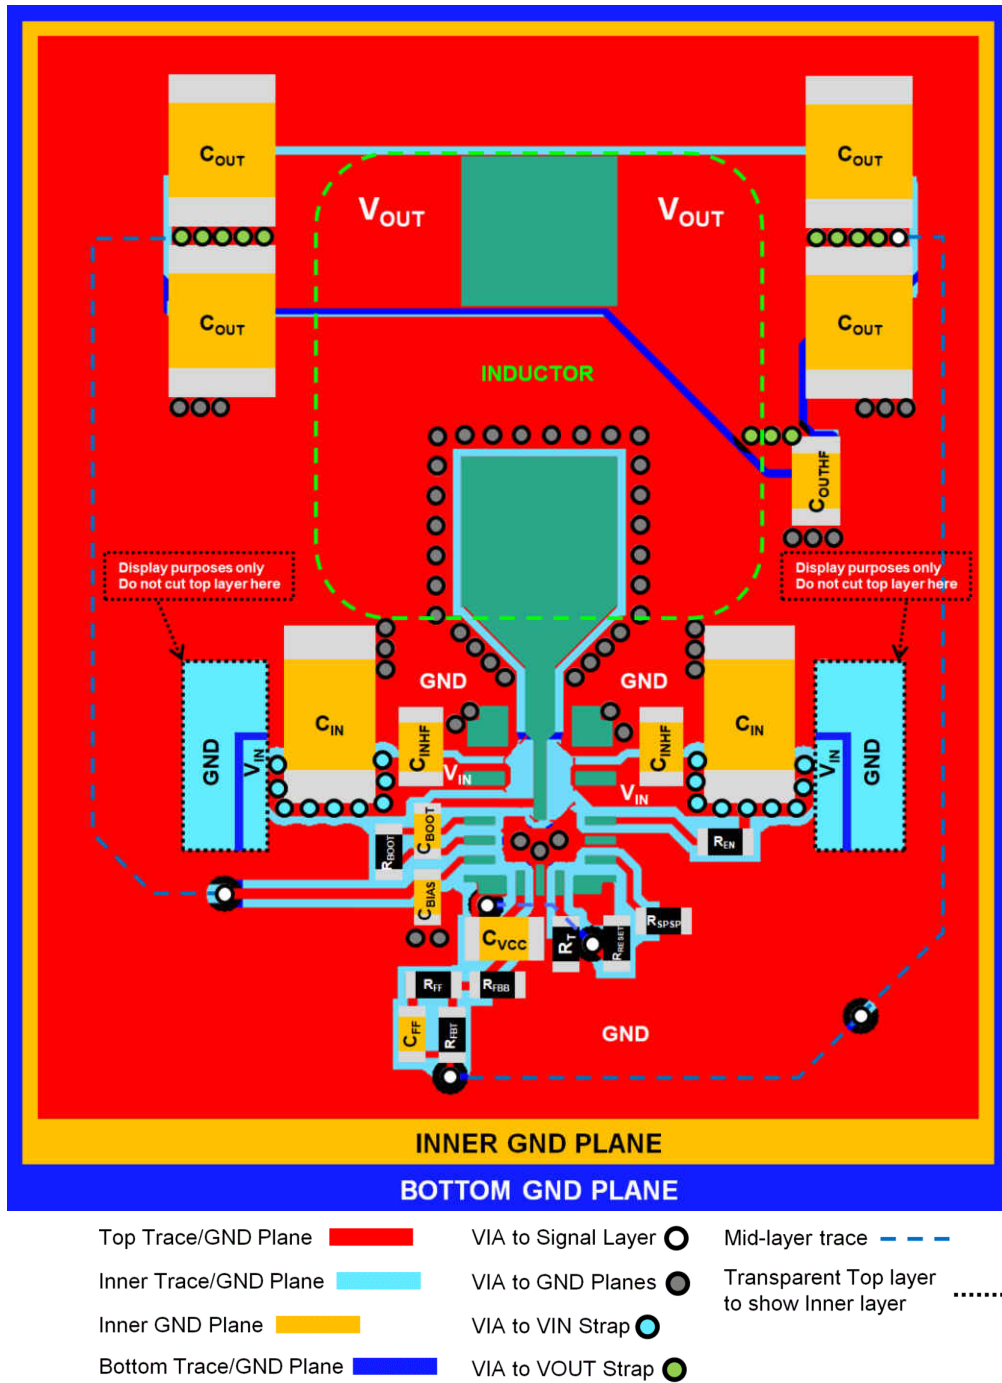 COUT
COUT
VOUT
VOUT
COUT
COUT
INDUCTOR
COUTHF
Display purposes only
Do not cut top layer here
Display purposes only
Do not cut top layer here
GND
GND
GND
VIN
CIN
CINHF
VIN
CINHF
CIN
VIN
GND
VIN
RBOOT
CBOOT
REN
CBIAS
CVCC
RT
RRESET
RSPSP
RFF
RFBB
CFF
RFBT
GND
INNER GND PLANE
BOTTOM GND PLANE
Top Trace/GND Plane
VIA to Signal Layer
Mid-layer trace
Inner Trace/GND Plane
VIA to GND Planes
Transparent Top layer
to show Inner layer
Inner GND Plane
VIA to VIN Strap
Bottom Trace/GND Plane
VIA to VOUT Strap